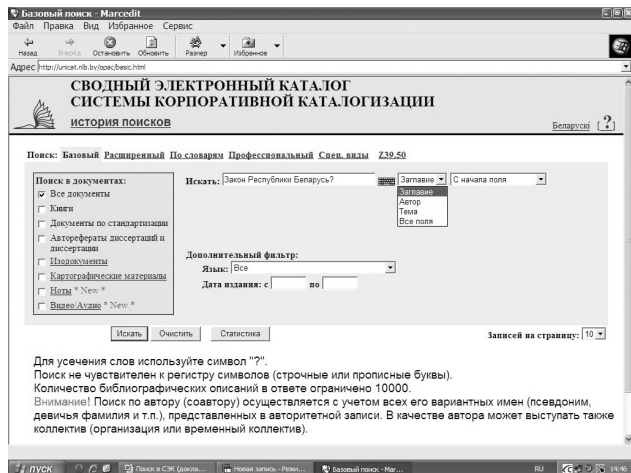 Базовый поиск - Marcedit
Файл Правка Вид Избранное Сервис
Назад Вперёд Остановить Обновить Размер Избранное
Адрес http://unicat.nlb.by/opac/basic.html
СВОДНЫЙ ЭЛЕКТРОННЫЙ КАТАЛОГ
СИСТЕМЫ КОРПОРАТИВНОЙ КАТАЛОГИЗАЦИИ
ИСТОРИЯ ПОИСКОВ
Беларускі [?]
Поиск: Базовый Расширенный По словарям Профессиональный Спец. виды Z39.50
Поиск в документах:
Все документы
Книги
Документы по стандартизации
Авторефераты диссертаций и
диссертации
Изодокументы
Картографические материалы
Ноты * New *
Видео/Аудио * New *
Искать: Закон Республики Беларусь? Заглавие С начала поля
Заглавие
Автор
Тема
Все поля
Дополнительный фильтр:
Язык: Все
Дата издания: с по
Искать Очистить Статистика Записей на страницу: 10
Для усечения слов используйте символ "?".
Поиск не чувствителен к регистру символов (строчные или прописные буквы).
Количество библиографических описаний в ответе ограничено 10000.
Внимание! Поиск по автору (соавтору) осуществляется с учетом всех его вариантных имен (псевдоним,
девичья фамилия и т.п.), представленных в авторитетной записи. В качестве автора может выступать также
коллектив (организация или временный коллектив).
пуск Поиск в СЭК (докла... Новая запись - Режи... Базовый поиск - Mar... RU 14:46